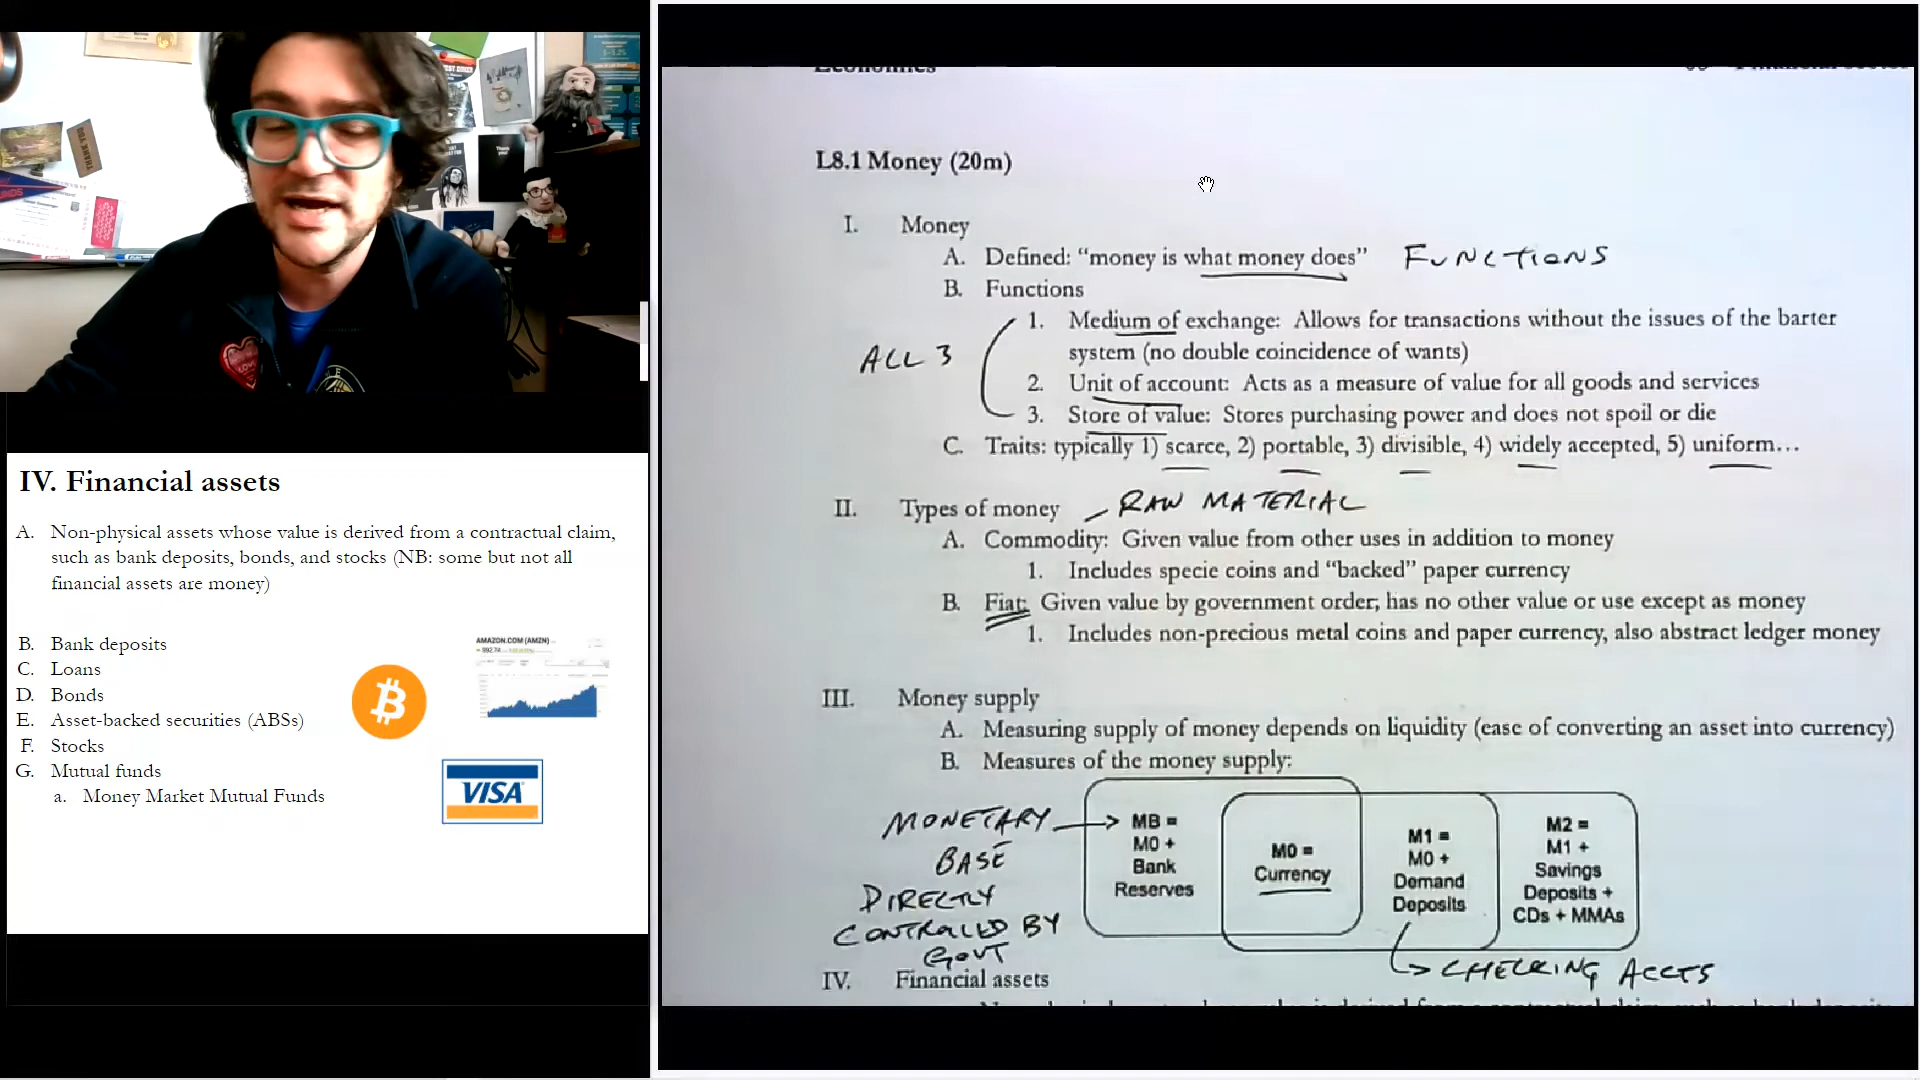 THANK YOU
Thank you!
IV. Financial assets
A. Non-physical assets whose value is derived from a contractual claim,
such as bank deposits, bonds, and stocks (NB: some but not all
financial assets are money)
B. Bank deposits
C. Loans
D. Bonds
E. Asset-backed securities (ABSs)
F. Stocks
G. Mutual funds
a. Money Market Mutual Funds
AMAZON.COM (AMZN)
VISA
Economics
L8.1 Money (20m)
I. Money
A. Defined: “money is what money does” FUNCTIONS
B. Functions
1. Medium of exchange: Allows for transactions without the issues of the barter
system (no double coincidence of wants)
ALL 3
2. Unit of account: Acts as a measure of value for all goods and services
3. Store of value: Stores purchasing power and does not spoil or die
C. Traits: typically 1) scarce, 2) portable, 3) divisible, 4) widely accepted, 5) uniform…
II. Types of money – RAW MATERIAL
A. Commodity: Given value from other uses in addition to money
1. Includes specie coins and “backed” paper currency
B. Fiat: Given value by government order, has no other value or use except as money
1. Includes non-precious metal coins and paper currency, also abstract ledger money
III. Money supply
A. Measuring supply of money depends on liquidity (ease of converting an asset into currency)
B. Measures of the money supply:
MONETARY
BASE
DIRECTLY
CONTROLLED BY
GOVT
MB =
M0 +
Bank
Reserves
M0 =
Currency
M1 =
M0 +
Demand
Deposits
M2 =
M1 +
Savings
Deposits +
CDs + MMAs
CHECKING ACCTS
IV. Financial assets